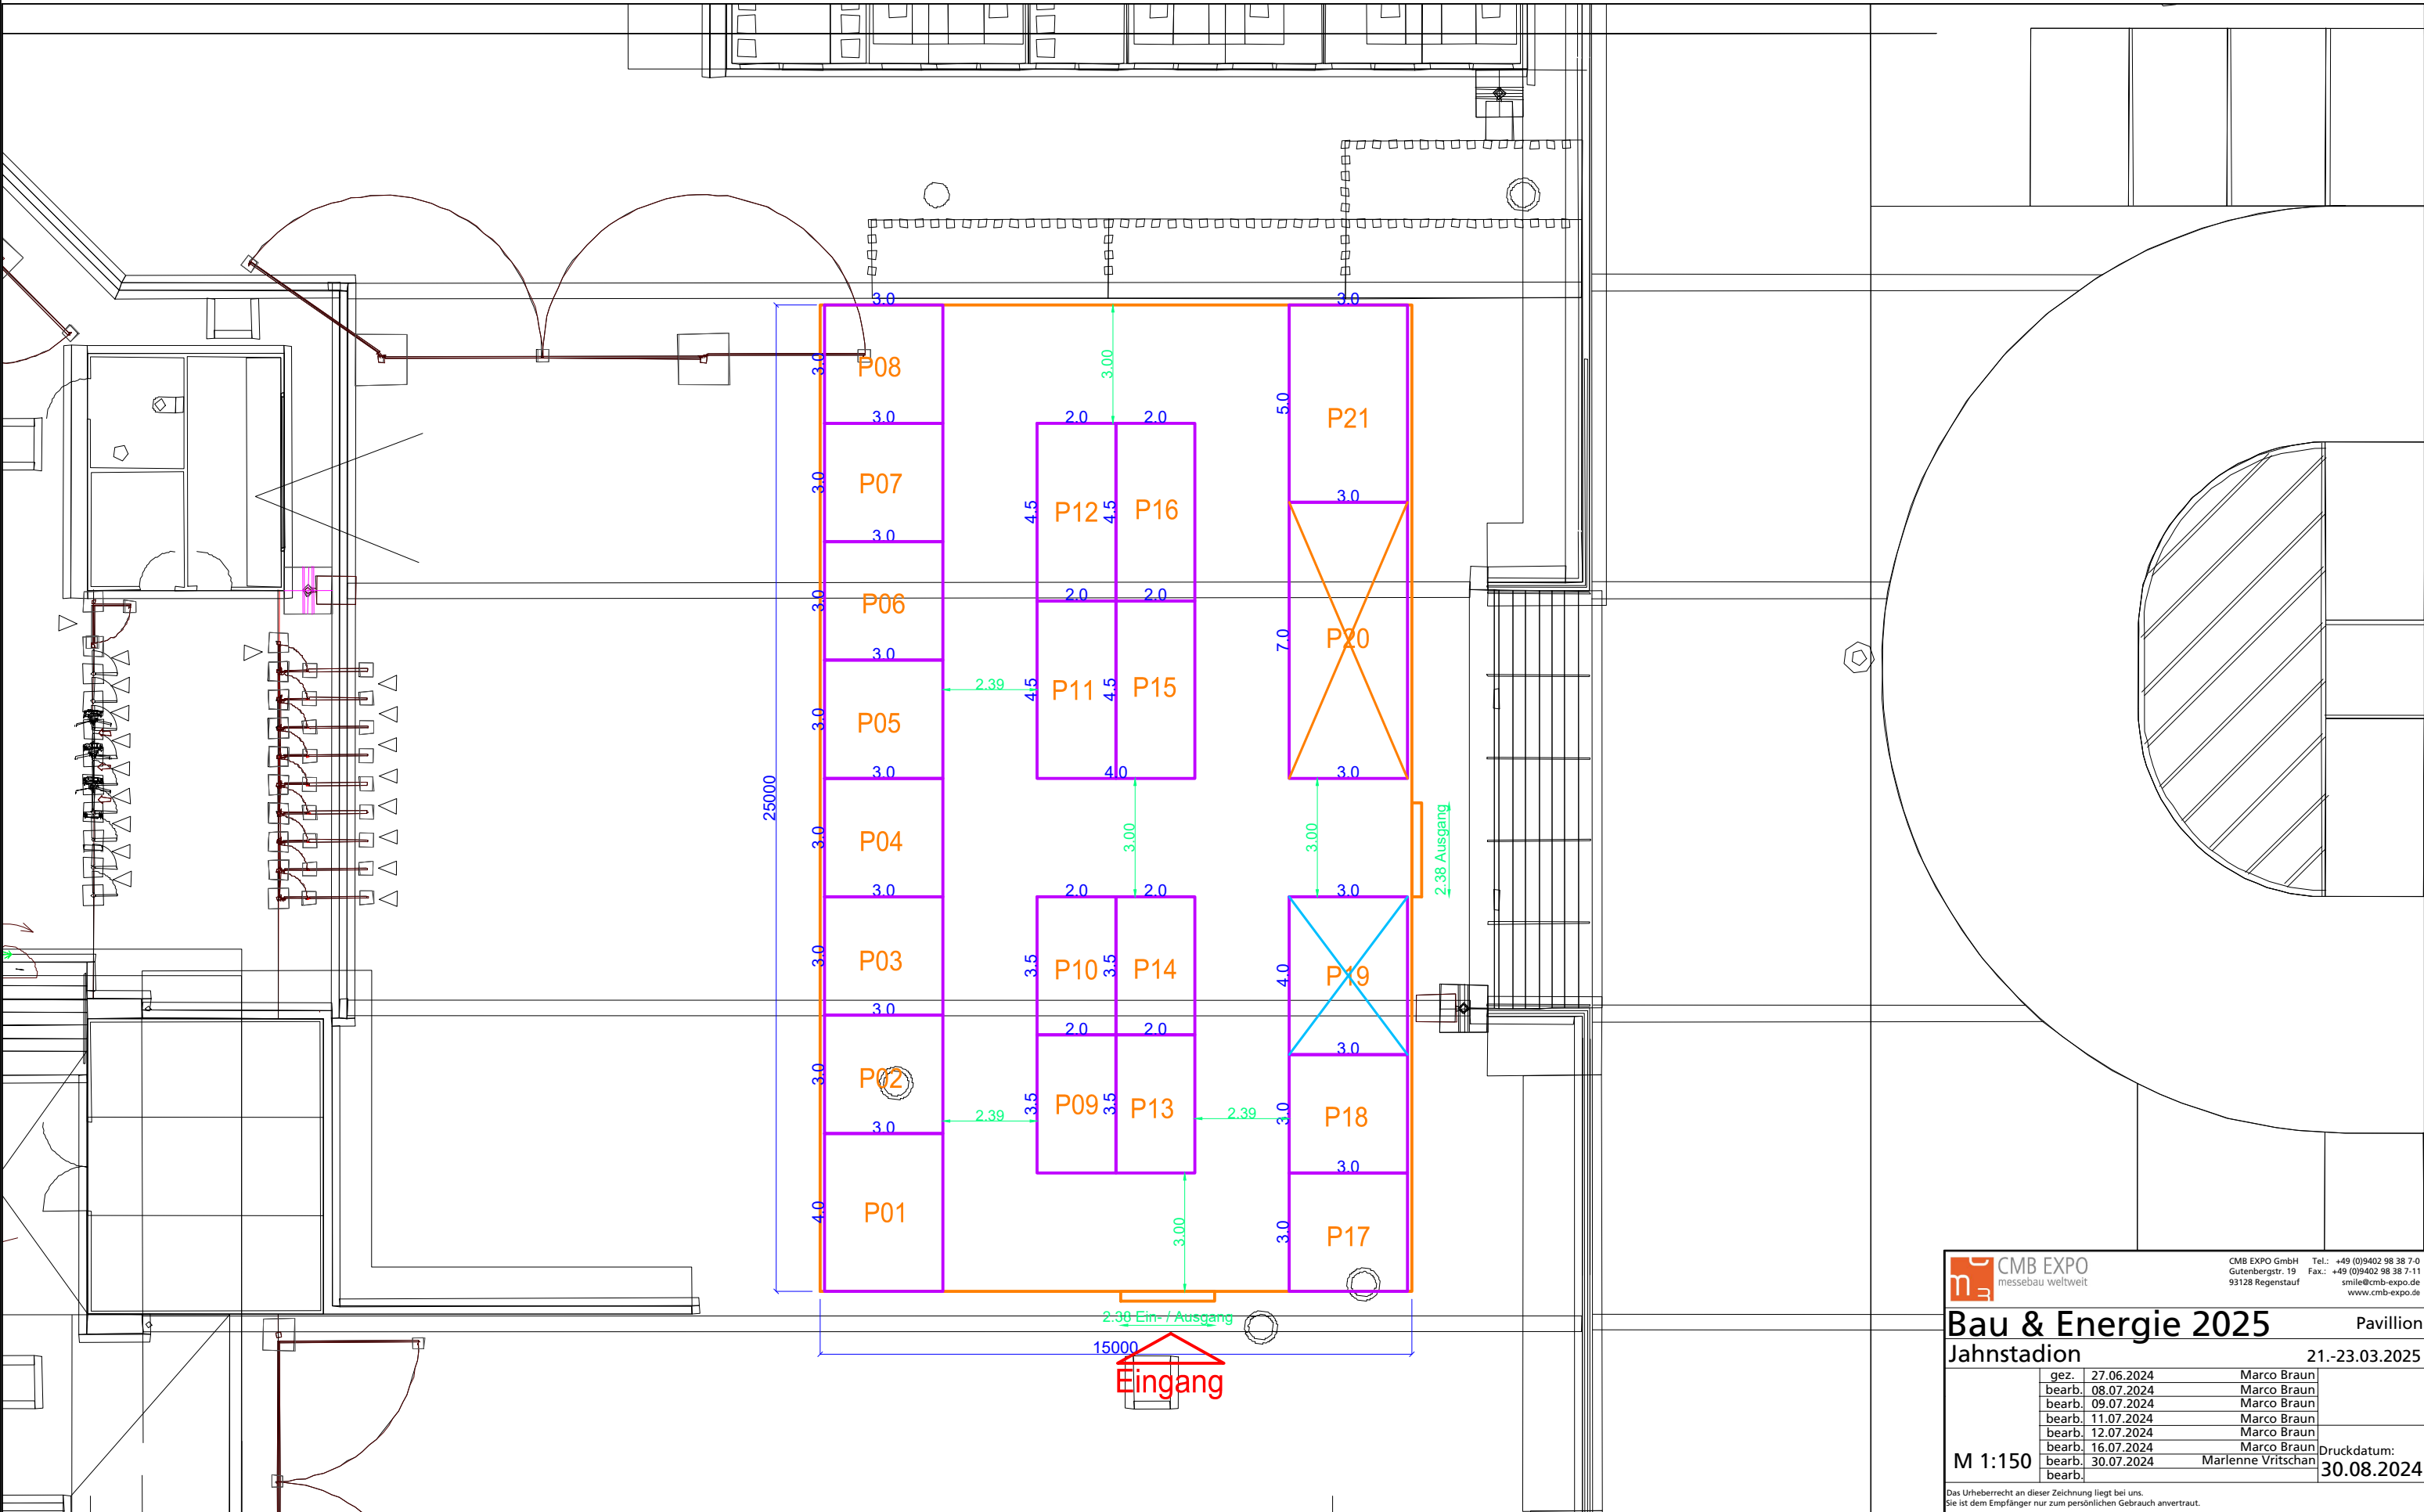 3.0 3.0
P08 3.0 3.00
3.0 2.0 2.0 5.0 P21
P07 3.0
3.0 4.5 P12 4.5 P16 3.0
P06 3.0 2.0 2.0
3.0 7.0 P20
P05 3.0 2.39 4.5 P11 4.5 P15
3.0 4.0 3.0
25000
P04 3.0 3.00 3.00 2.38 Ausgang
3.0 2.0 2.0 3.0
P03 3.0 3.5 P10 3.5 P14 4.0 P19
3.0 2.0 2.0 3.0
P02 3.0 3.5 P09 3.5 P13 3.0 P18
3.0 2.39 2.39
3.0
P01 4.0 3.00 3.0 P17
2.38 Ein- / Ausgang
15000
Eingang
CMB EXPO
messebau weltweit
CMB EXPO GmbH Tel.: +49 (0)9402 98 38 7-0
Gutenbergstr. 19 Fax.: +49 (0)9402 98 38 7-11
93128 Regenstauf smile@cmb-expo.de
www.cmb-expo.de
Bau & Energie 2025 Pavillion
Jahnstadion 21.-23.03.2025
gez. 27.06.2024 Marco Braun
bearb. 08.07.2024 Marco Braun
bearb. 09.07.2024 Marco Braun
bearb. 11.07.2024 Marco Braun
bearb. 12.07.2024 Marco Braun
bearb. 16.07.2024 Marco Braun
bearb. 30.07.2024 Marlenne Vritschan
bearb.
M 1:150
Druckdatum:
30.08.2024
Das Urheberrecht an dieser Zeichnung liegt bei uns.
Sie ist dem Empfänger nur zum persönlichen Gebrauch anvertraut.